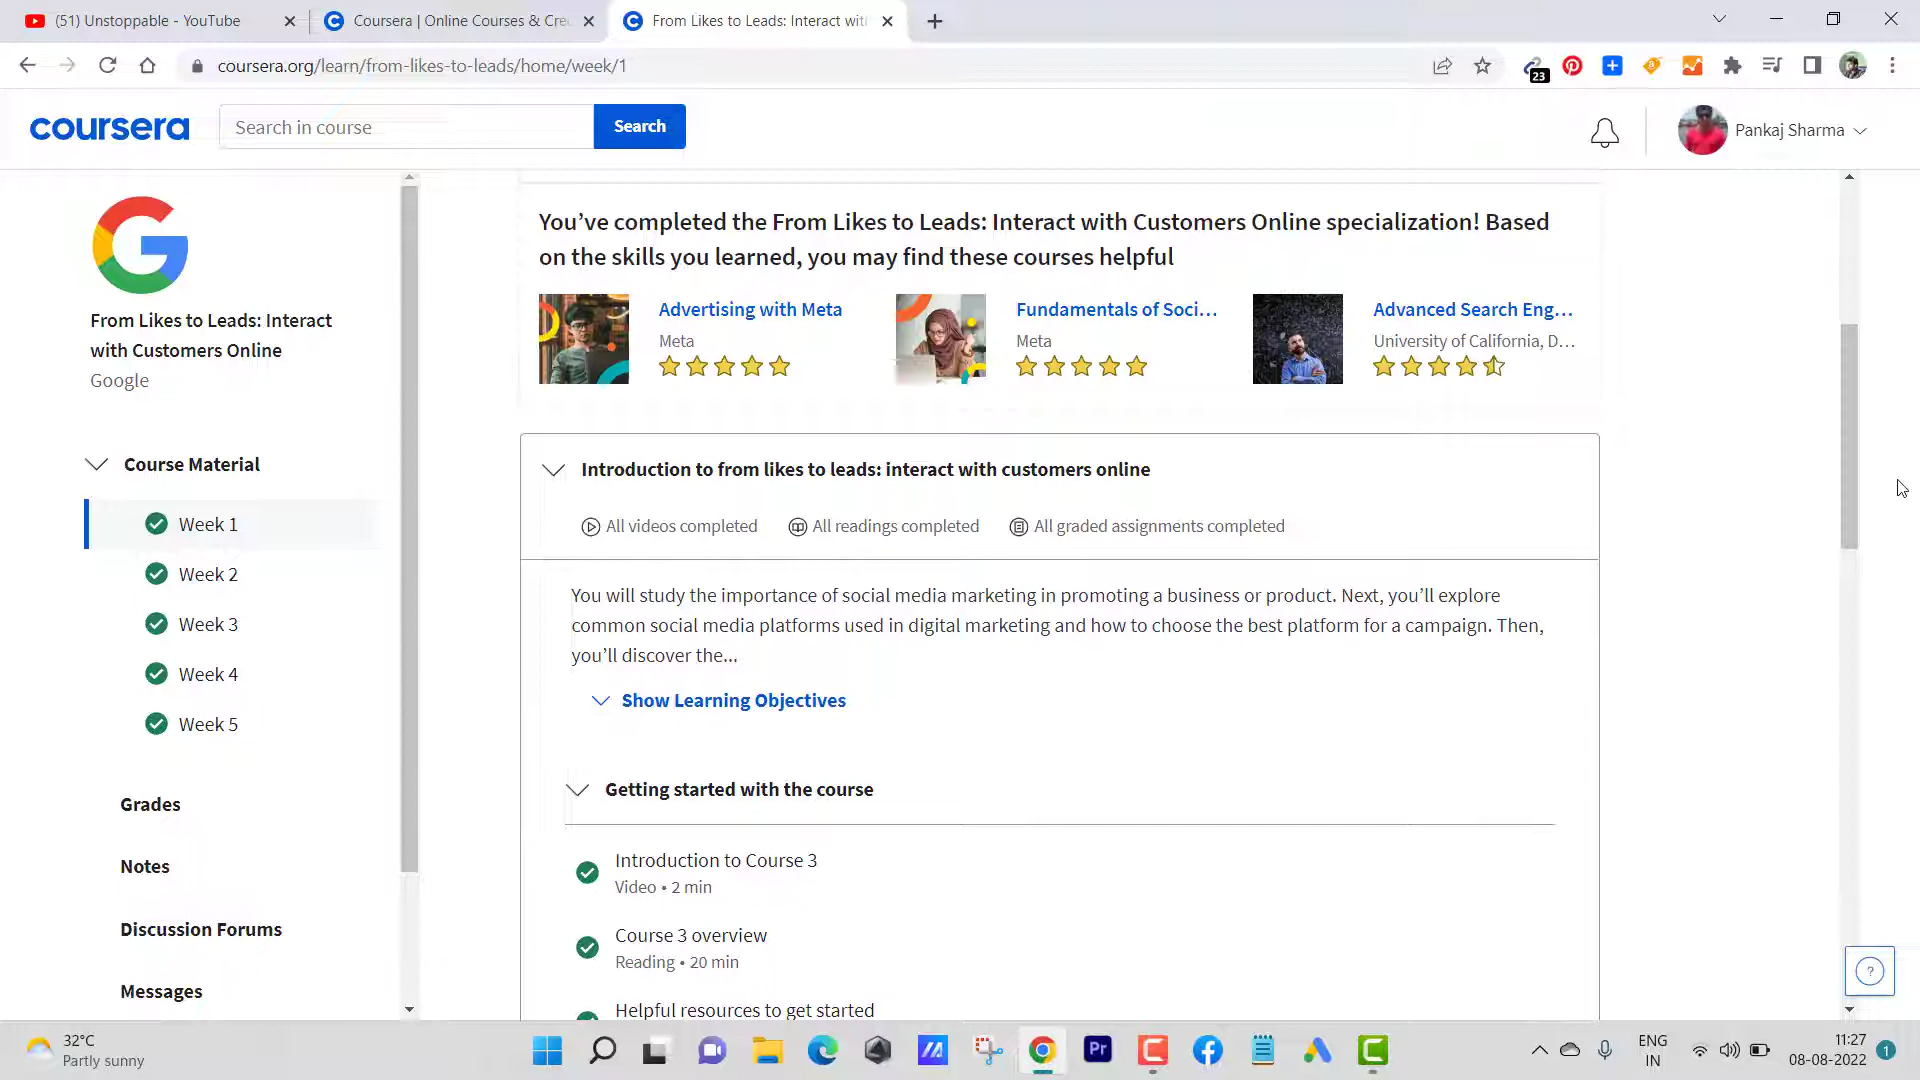 (51) Unstoppable - YouTube
Coursera | Online Courses & Cre
From Likes to Leads: Interact wit
coursera.org/learn/from-likes-to-leads/home/week/1
23
coursera
Search in course
Search
Pankaj Sharma
From Likes to Leads: Interact
with Customers Online
Google
Course Material
Week 1
Week 2
Week 3
Week 4
Week 5
Grades
Notes
Discussion Forums
Messages
You’ve completed the From Likes to Leads: Interact with Customers Online specialization! Based
on the skills you learned, you may find these courses helpful
Advertising with Meta
Meta
Fundamentals of Soci...
Meta
Advanced Search Eng...
University of California, D...
Introduction to from likes to leads: interact with customers online
All videos completed
All readings completed
All graded assignments completed
You will study the importance of social media marketing in promoting a business or product. Next, you’ll explore
common social media platforms used in digital marketing and how to choose the best platform for a campaign. Then,
you’ll discover the...
Show Learning Objectives
Getting started with the course
Introduction to Course 3
Video • 2 min
Course 3 overview
Reading • 20 min
Helpful resources to get started
?
32°C
Partly sunny
Pr
ENG
IN
11:27
08-08-2022
1